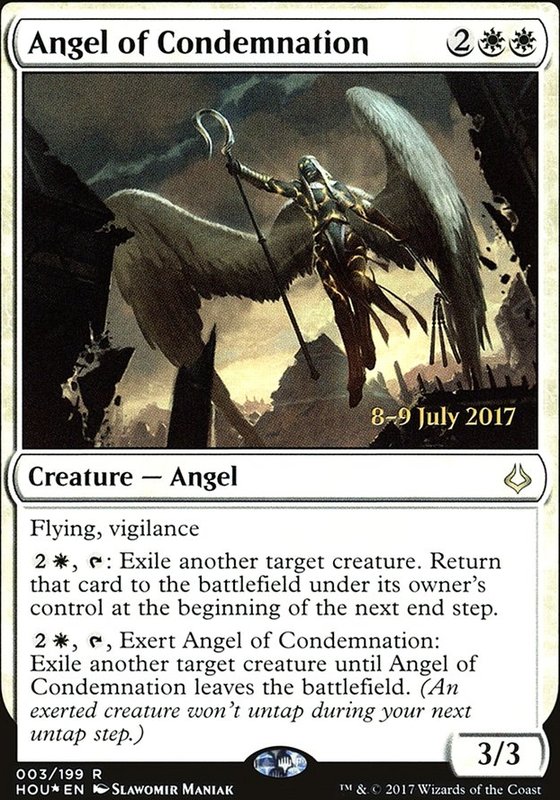 Angel of Condemnation 2
8–9 July 2017
Creature — Angel
Flying, vigilance
2, : Exile another target creature. Return
that card to the battlefield under its owner's
control at the beginning of the next end step.
2, , Exert Angel of Condemnation:
Exile another target creature until Angel of
Condemnation leaves the battlefield. (An
exerted creature won't untap during your next
untap step.)
3/3
003/199 R
HOU★EN Slawomir Maniak
™ & © 2017 Wizards of the Coast